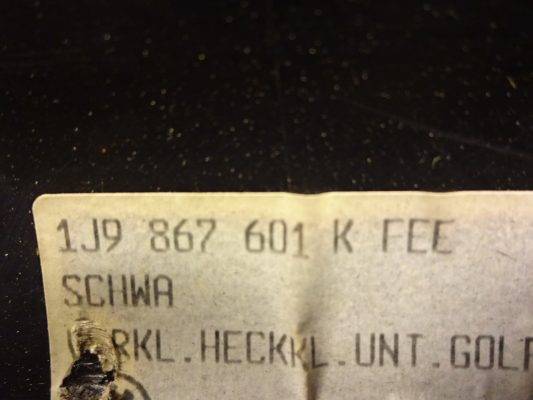 1J9 867 601 K FEE
SCHWA
RKL.HECKKL.UNT.GOLF